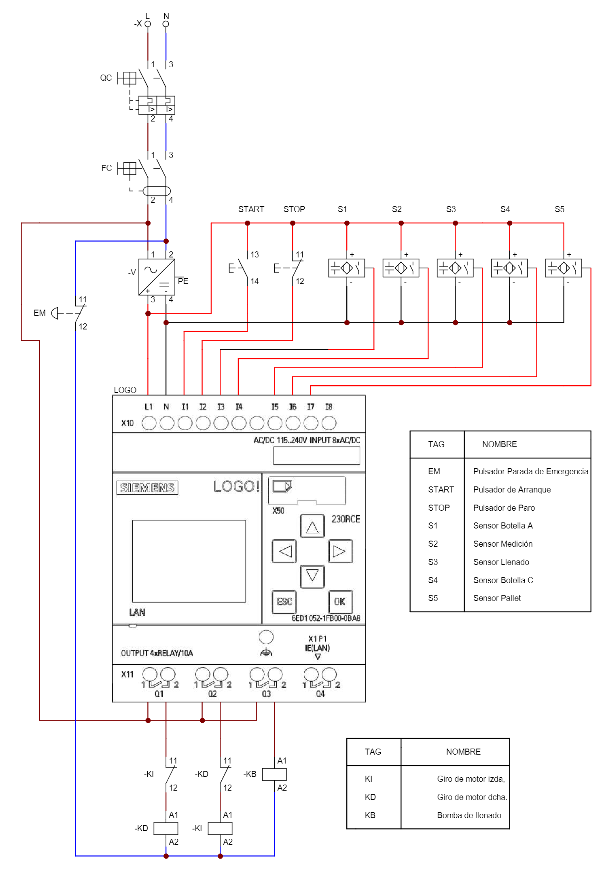 L N
-X
QC
1 3
I> I>
2 4
FC
1 3
2 4
START STOP S1 S2 S3 S4 S5
1 2
-V
PE
+ -
3 4
13
14
11
12
+ + + + +
- - - - -
EM
11
12
LOGO
L1 N I1 I2 I3 I4 I5 I6 I7 I8
X10
AC/DC 115..240V INPUT 8xAC/DC
SIEMENS
LOGO!
X50
230RCE
ESC
OK
LAN
6ED1 052-1FB00-0BA8
OUTPUT 4xRELAY/10A
X1P1
IE(LAN)
X11
1 2 1 2 1 2 1 2
Q1 Q2 Q3 Q4
-KI
11
12
-KD
11
12
-KB
A1
A2
-KD
A1
A2
-KI
A1
A2
TAG NOMBRE
EM Pulsador Parada de Emergencia
START Pulsador de Arranque
STOP Pulsador de Paro
S1 Sensor Botella A
S2 Sensor Medición
S3 Sensor Llenado
S4 Sensor Botella C
S5 Sensor Pallet
TAG NOMBRE
KI Giro de motor izda,
KD Giro de motor dcha.
KB Bomba de llenado